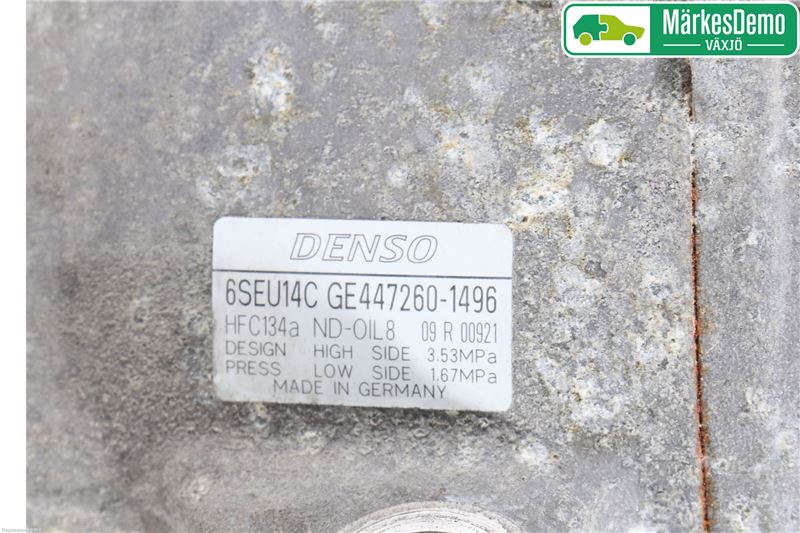 MärkesDemo
VÄXJÖ
DENSO
6SEU14C GE447260-1496
HFC134a ND-OIL8 09 R 00921
DESIGN HIGH SIDE 3.53MPa
PRESS LOW SIDE 1.67MPa
MADE IN GERMANY